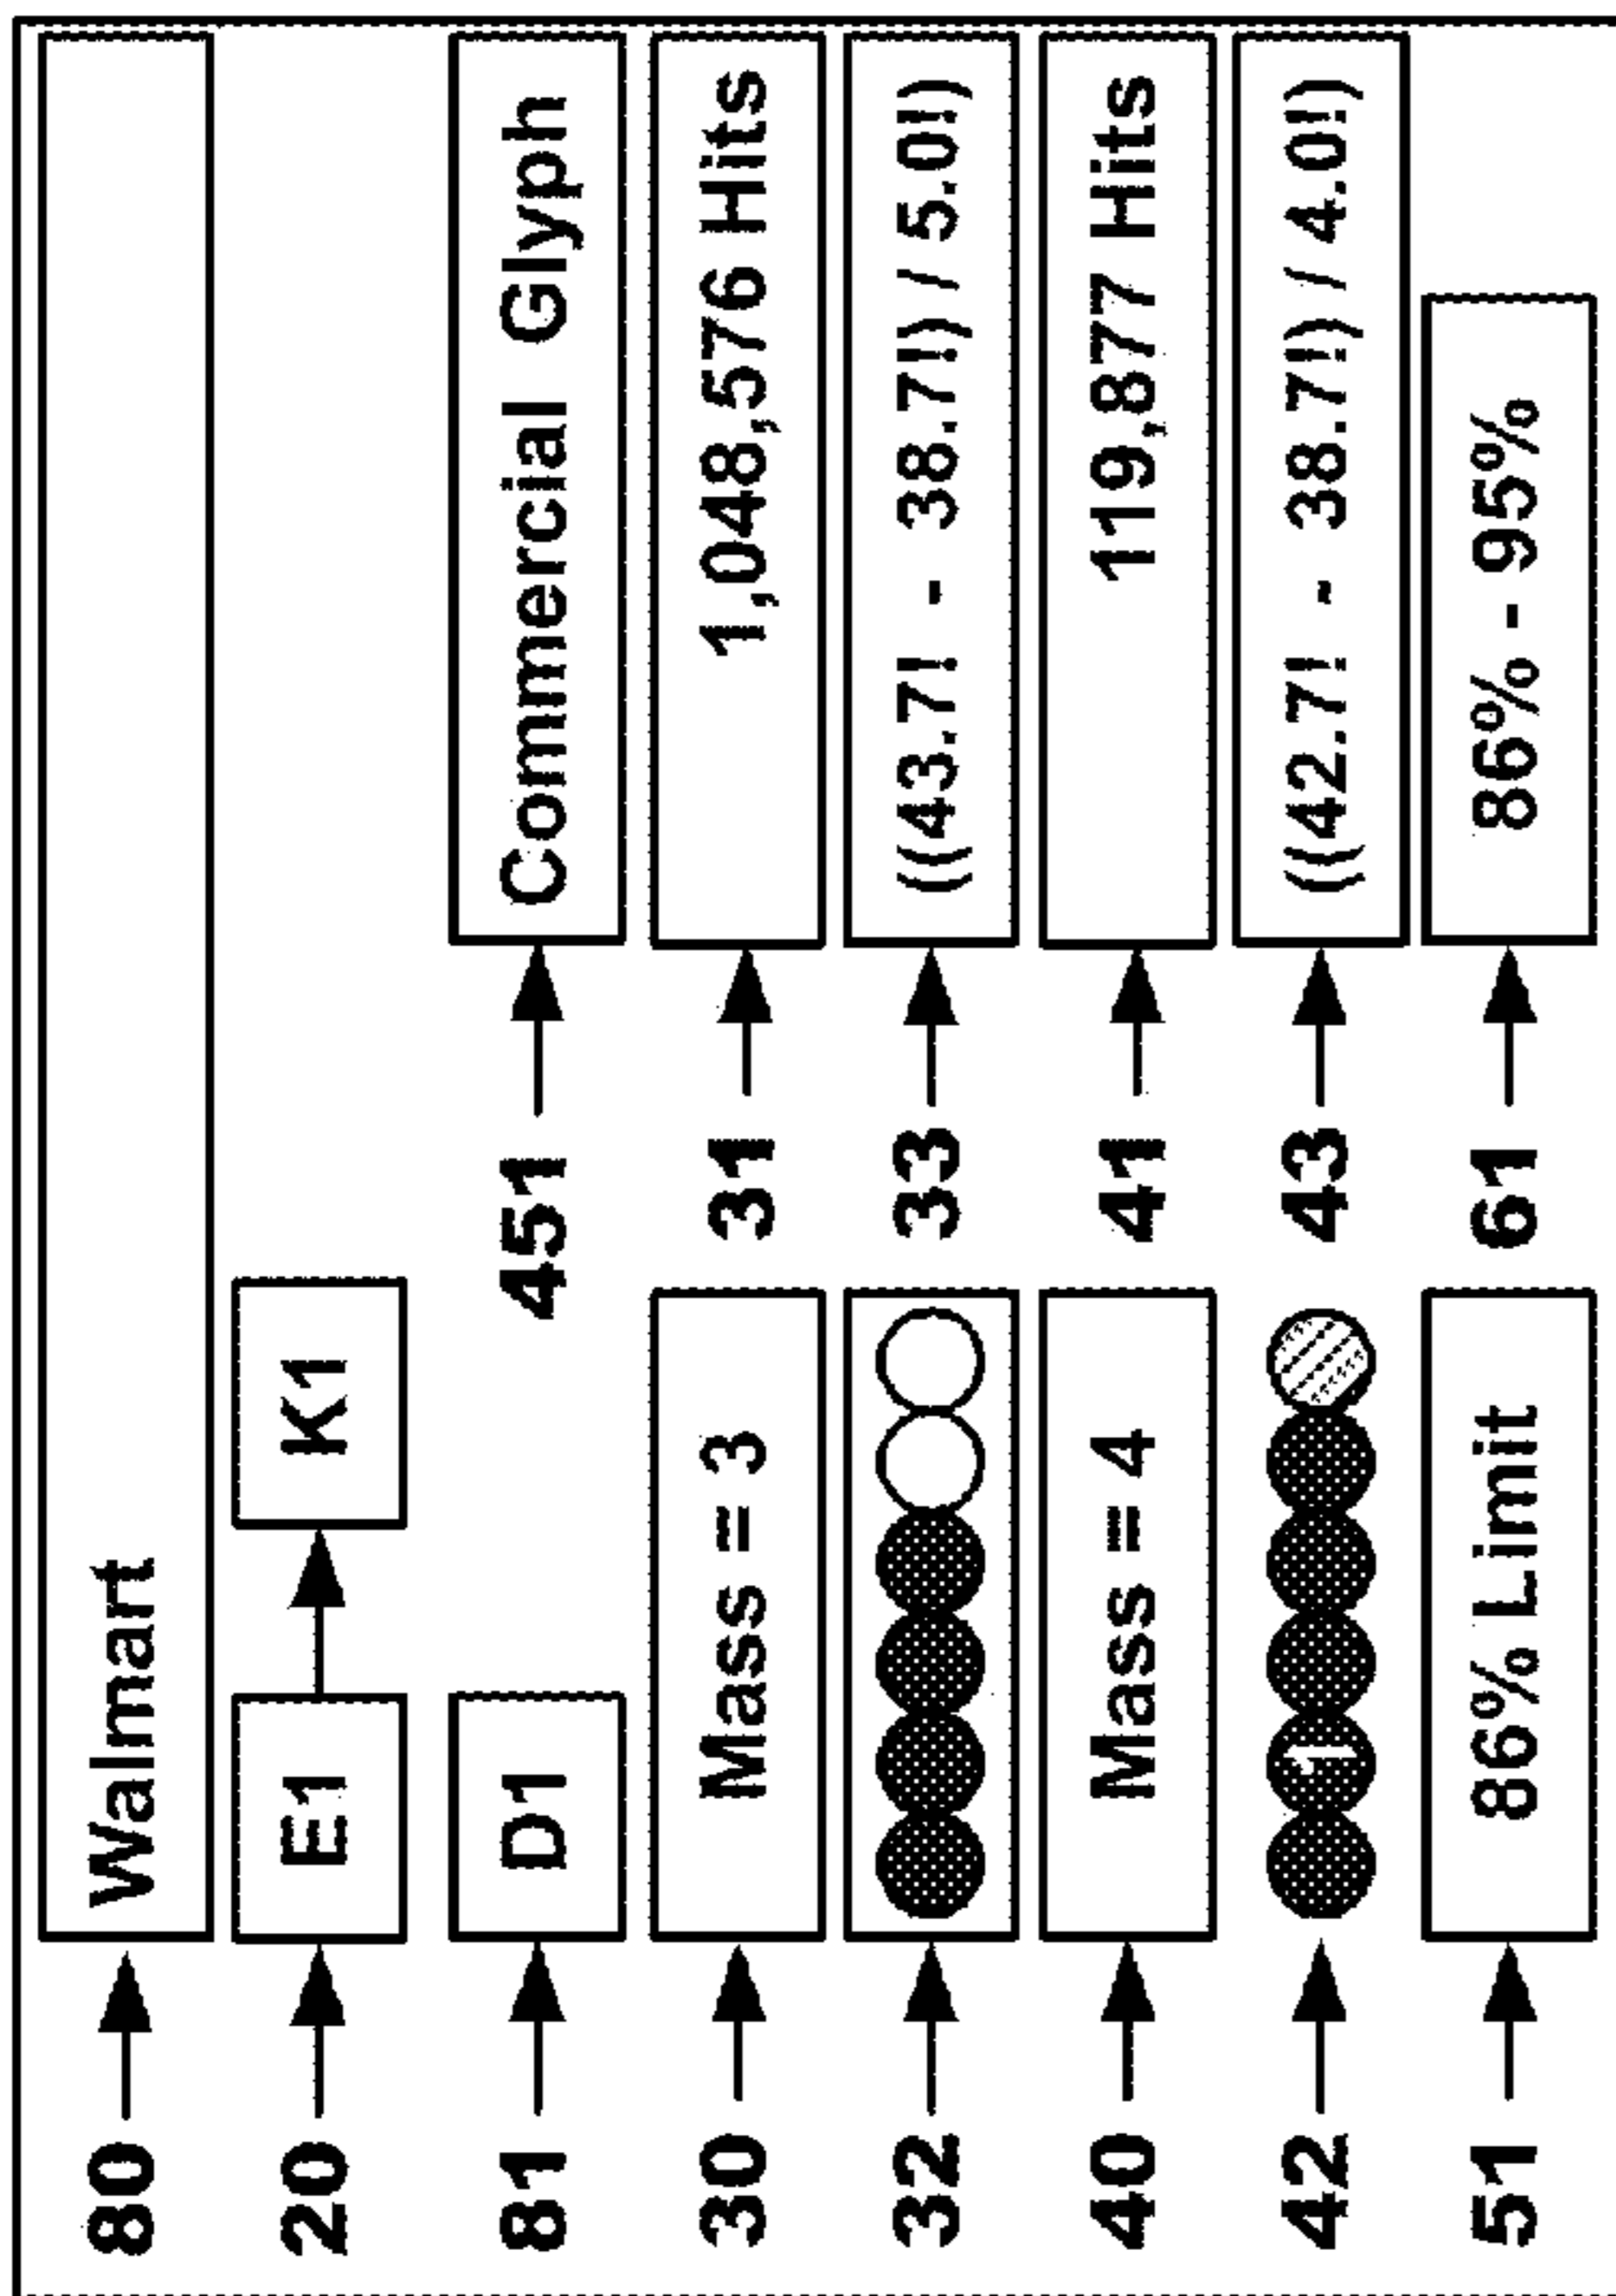 80 Walmart
20 E1 K1
81 D1 451 Commercial Glyph
30 Mass = 3 31 1,048,576 Hits
32 33 ((43.7! - 38.7!) / 5.0!)
40 Mass = 4 41 119,877 Hits
42 1 43 ((42.7! - 38.7!) / 4.0!)
51 86% Limit 61 86% - 95%